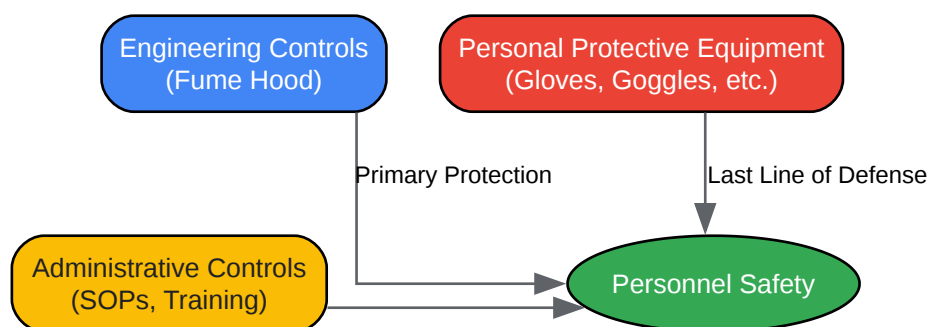 Engineering Controls
(Fume Hood)
Personal Protective Equipment
(Gloves, Goggles, etc.)
Primary Protection
Last Line of Defense
Administrative Controls
(SOPs, Training)
Personnel Safety